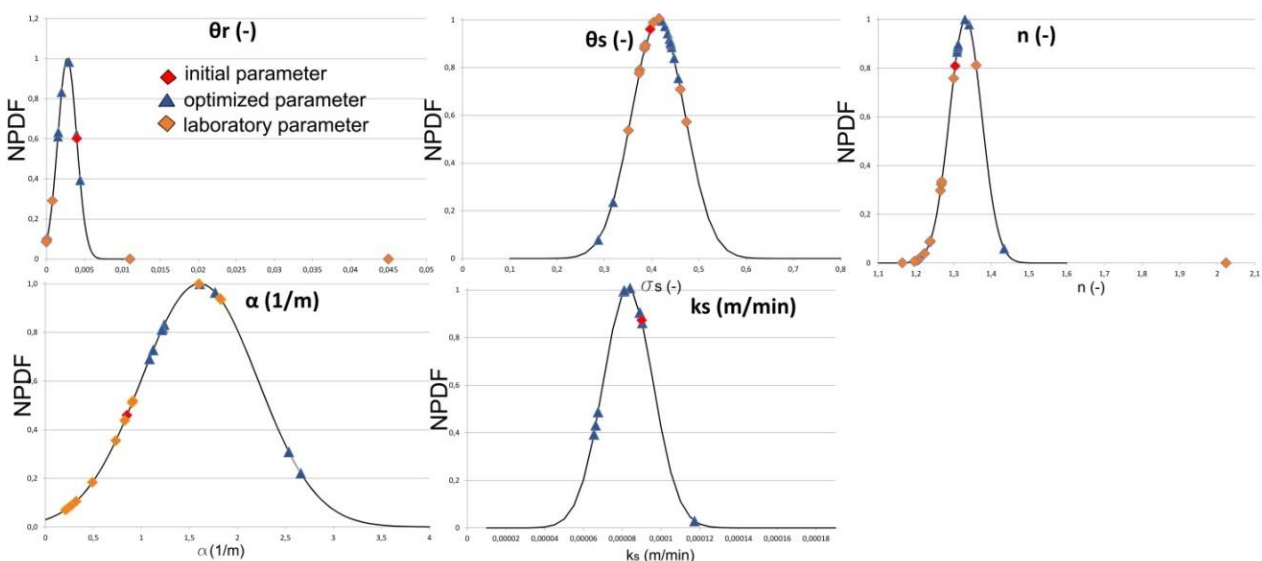 θr (-)
NPDF
1,2
1
0,8
0,6
0,4
0,2
0
0 0,005 0,01 0,015 0,02 0,025 0,03 0,035 0,04 0,045 0,05
initial parameter
optimized parameter
laboratory parameter
θs (-)
NPDF
1
0,8
0,6
0,4
0,2
0
0 0,1 0,2 0,3 0,4 0,5 0,6 0,7 0,8
σs (-)
n (-)
NPDF
1
0,8
0,6
0,4
0,2
0
1,1 1,2 1,3 1,4 1,5 1,6 1,7 1,8 1,9 2 2,1
n (-)
α (1/m)
NPDF
1,0
0,8
0,6
0,4
0,2
0,0
0 0,5 1 1,5 2 2,5 3 3,5 4
α (1/m)
ks (m/min)
NPDF
1
0,8
0,6
0,4
0,2
0
0 0,00002 0,00004 0,00006 0,00008 0,0001 0,00012 0,00014 0,00016 0,00018
ks (m/min)